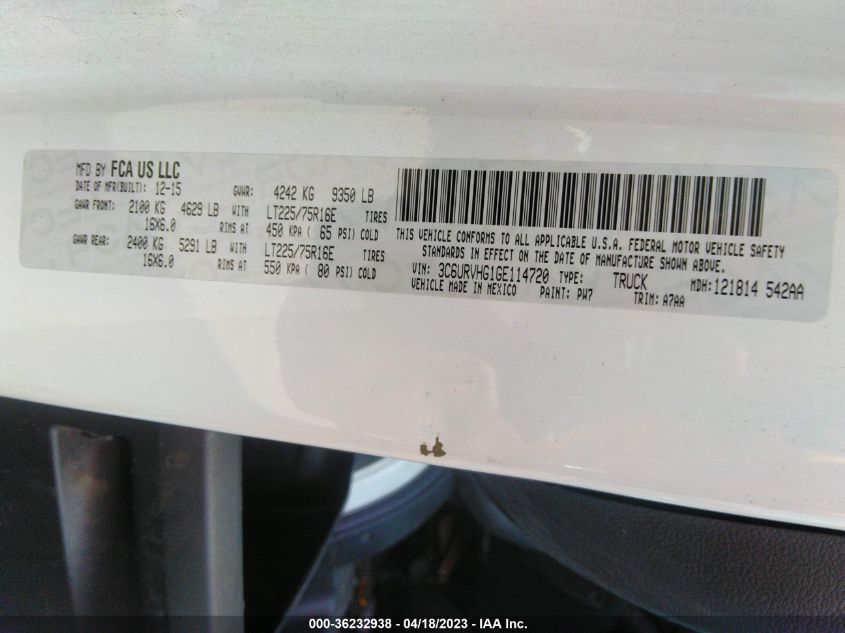 MFD BY FCA US LLC
DATE OF MFR(BUILT): 12-15 GVWR: 4242 KG 9350 LB
GAWR FRONT: 2100 KG 4629 LB WITH LT225/75R16E TIRES
16X6.0 RIMS AT 450 KPA ( 65 PSI) COLD
GAWR REAR: 2400 KG 5291 LB WITH LT225/75R16E TIRES
16X6.0 RIMS AT 550 KPA ( 80 PSI) COLD
THIS VEHICLE CONFORMS TO ALL APPLICABLE U.S.A. FEDERAL MOTOR VEHICLE SAFETY
STANDARDS IN EFFECT ON THE DATE OF MANUFACTURE SHOWN ABOVE.
VIN: 3C6URVHG1GE114720 TYPE: TRUCK MDH: 121814 542AA
VEHICLE MADE IN MEXICO PAINT: PW7 TRIM: A7AA
000-36232938 - 04/18/2023 - IAA Inc.